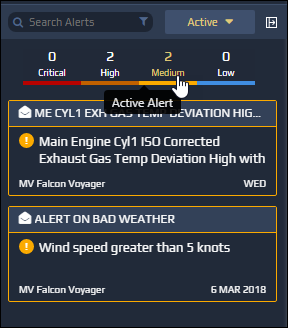 Search Alerts
Active
0 2 2 0
Critical High Medium Low
Active Alert
ME CYL1 EXH GAS TEMP DEVIATION HIG...
Main Engine Cyl1 ISO Corrected
Exhaust Gas Temp Deviation High with
MV Falcon Voyager WED
ALERT ON BAD WEATHER
Wind speed greater than 5 knots
MV Falcon Voyager 6 MAR 2018